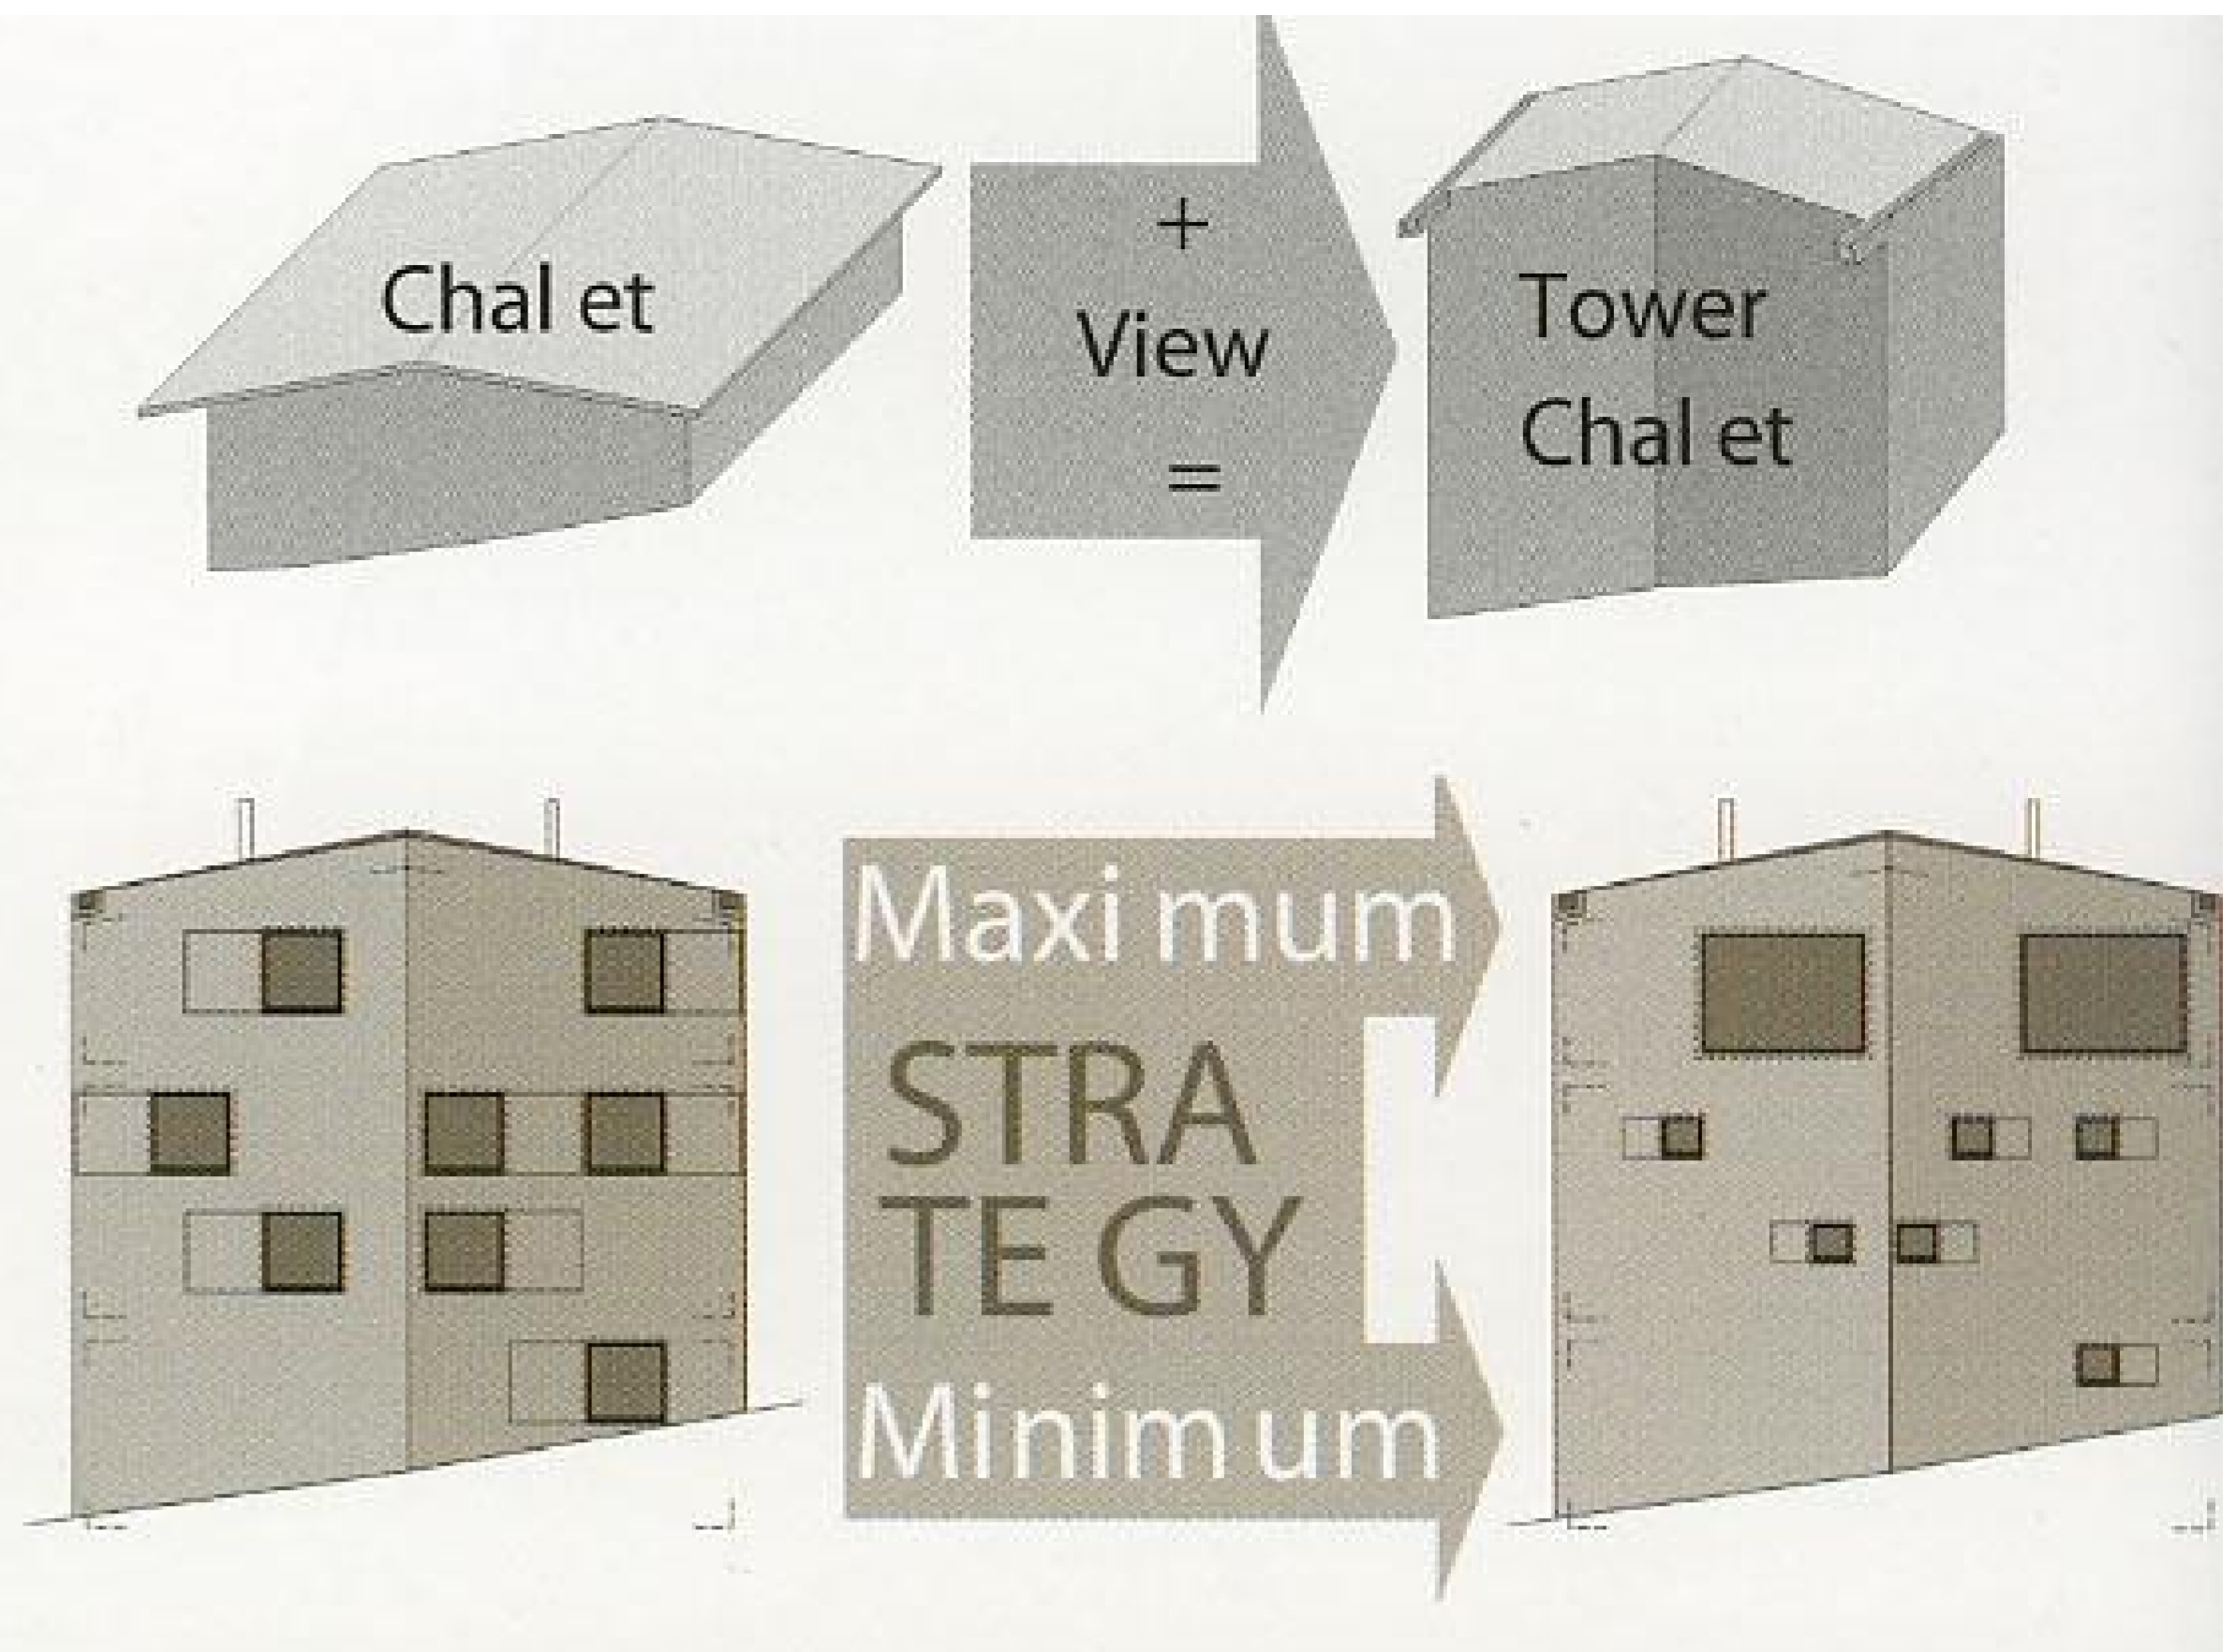 Chal et
+
View
=
Tower
Chal et
Maxi mum
STRA
TE GY
Minim um